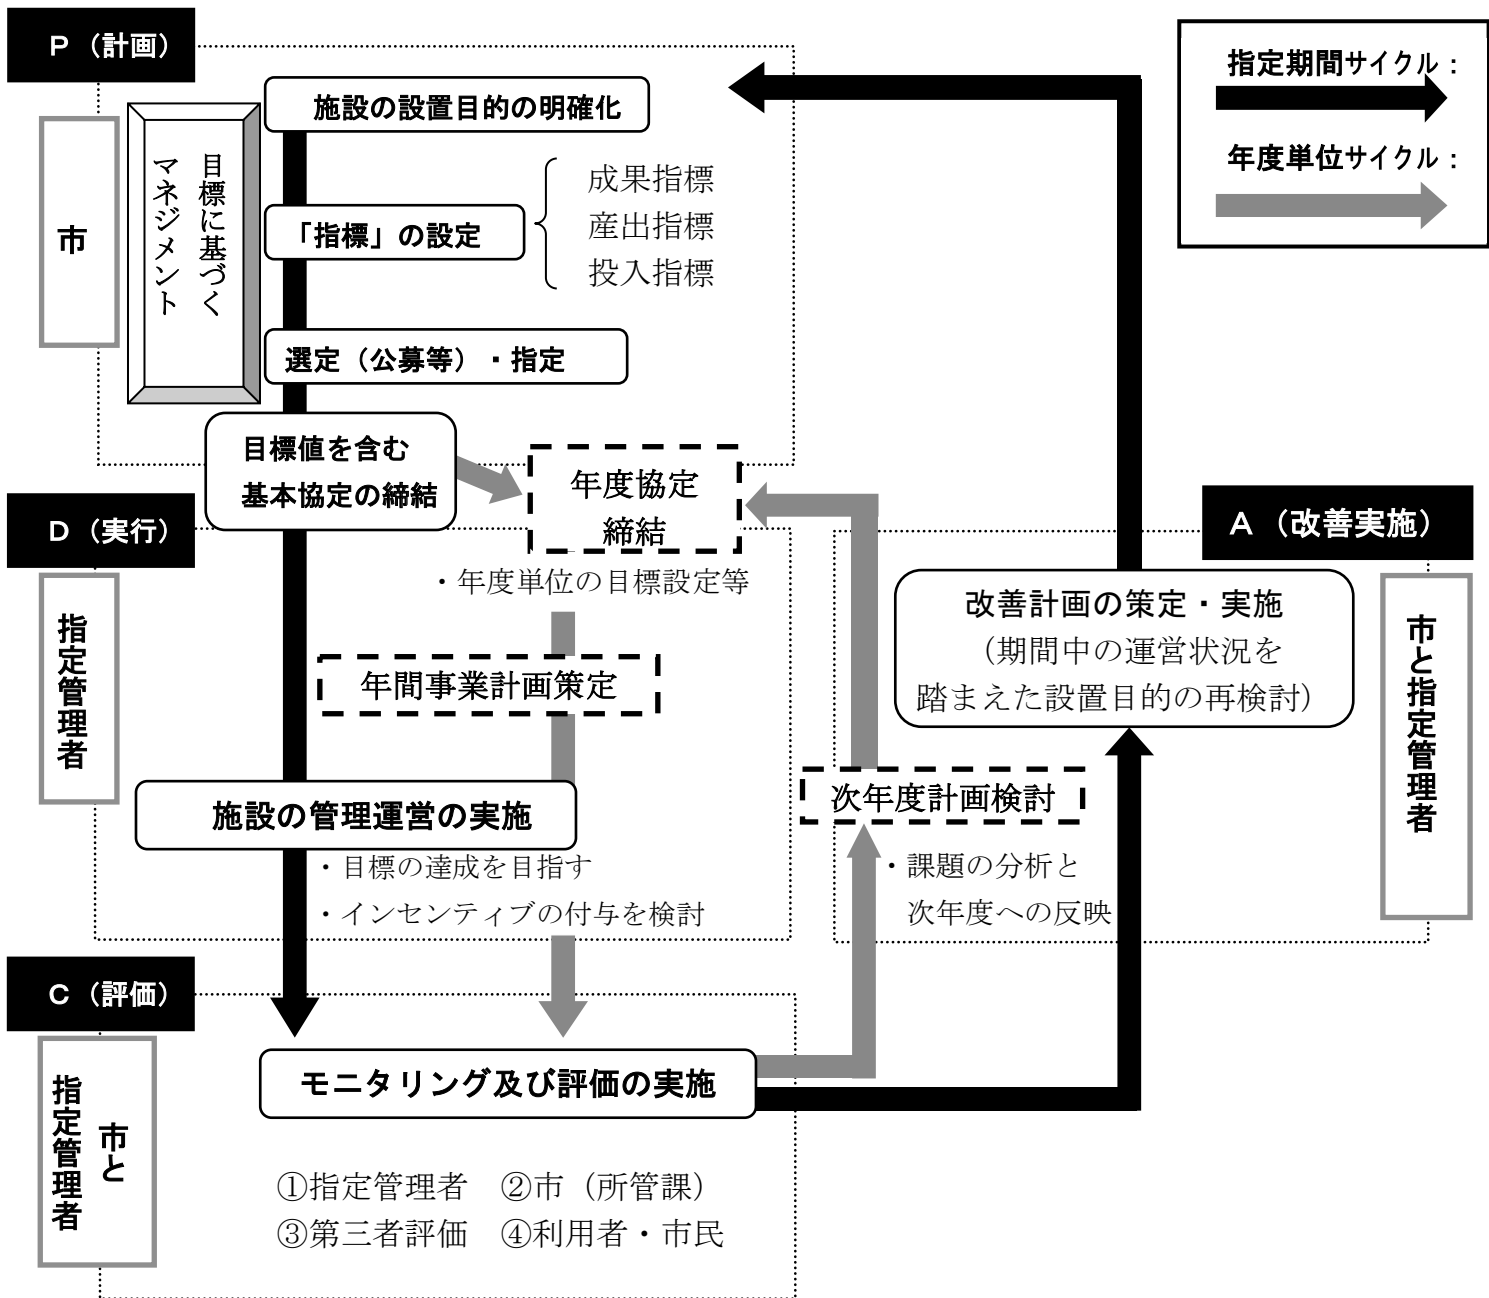 P（計画）
施設の設置目的の明確化
市
目標に基づく
マネジメント
「指標」の設定
成果指標
産出指標
投入指標
選定（公募等）・指定
目標値を含む
基本協定の締結
年度協定
締結
指定期間サイクル：
年度単位サイクル：
D（実行）
指定管理者
・年度単位の目標設定等
年間事業計画策定
施設の管理運営の実施
・目標の達成を目指す
・インセンティブの付与を検討
A（改善実施）
改善計画の策定・実施
（期間中の運営状況を
踏まえた設置目的の再検討）
市と指定管理者
次年度計画検討
・課題の分析と
次年度への反映
C（評価）
市と
指定管理者
モニタリング及び評価の実施
①指定管理者　②市（所管課）
③第三者評価　④利用者・市民